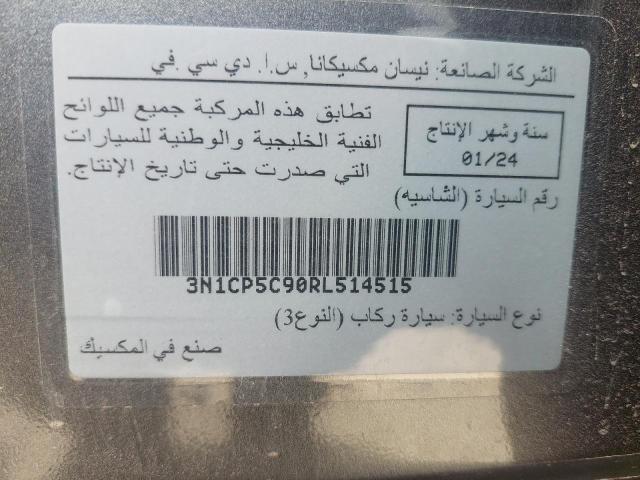 الشركة الصانعة: نيسان مكسيكانا, س.ا. دي سي .في
سنة وشهر الإنتاج
01/24
تطابق هذه المركبة جميع اللوائح
الفنية الخليجية والوطنية للسيارات
التي صدرت حتى تاريخ الإنتاج.
رقم السيارة (الشاسيه)
3N1CP5C90RL514515
نوع السيارة: سيارة ركاب (النوع3)
صنع في المكسيك